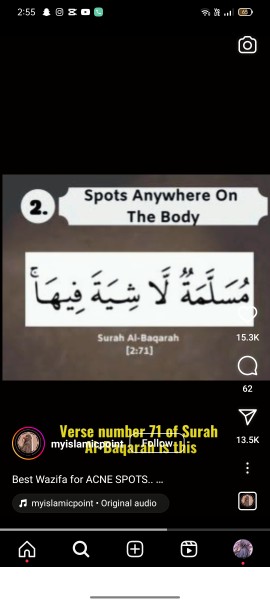 2:55
2.
Spots Anywhere On
The Body
مُسَلَّمَةٌ لَّا شِيَةَ فِيهَا ۚ
Surah Al-Baqarah
[2:71]
15.3K
62
13.5K
Verse number 71 of Surah
Al-Baqarah is this
myislamicpoint
Follow
Best Wazifa for ACNE SPOTS.. ...
myislamicpoint • Original audio